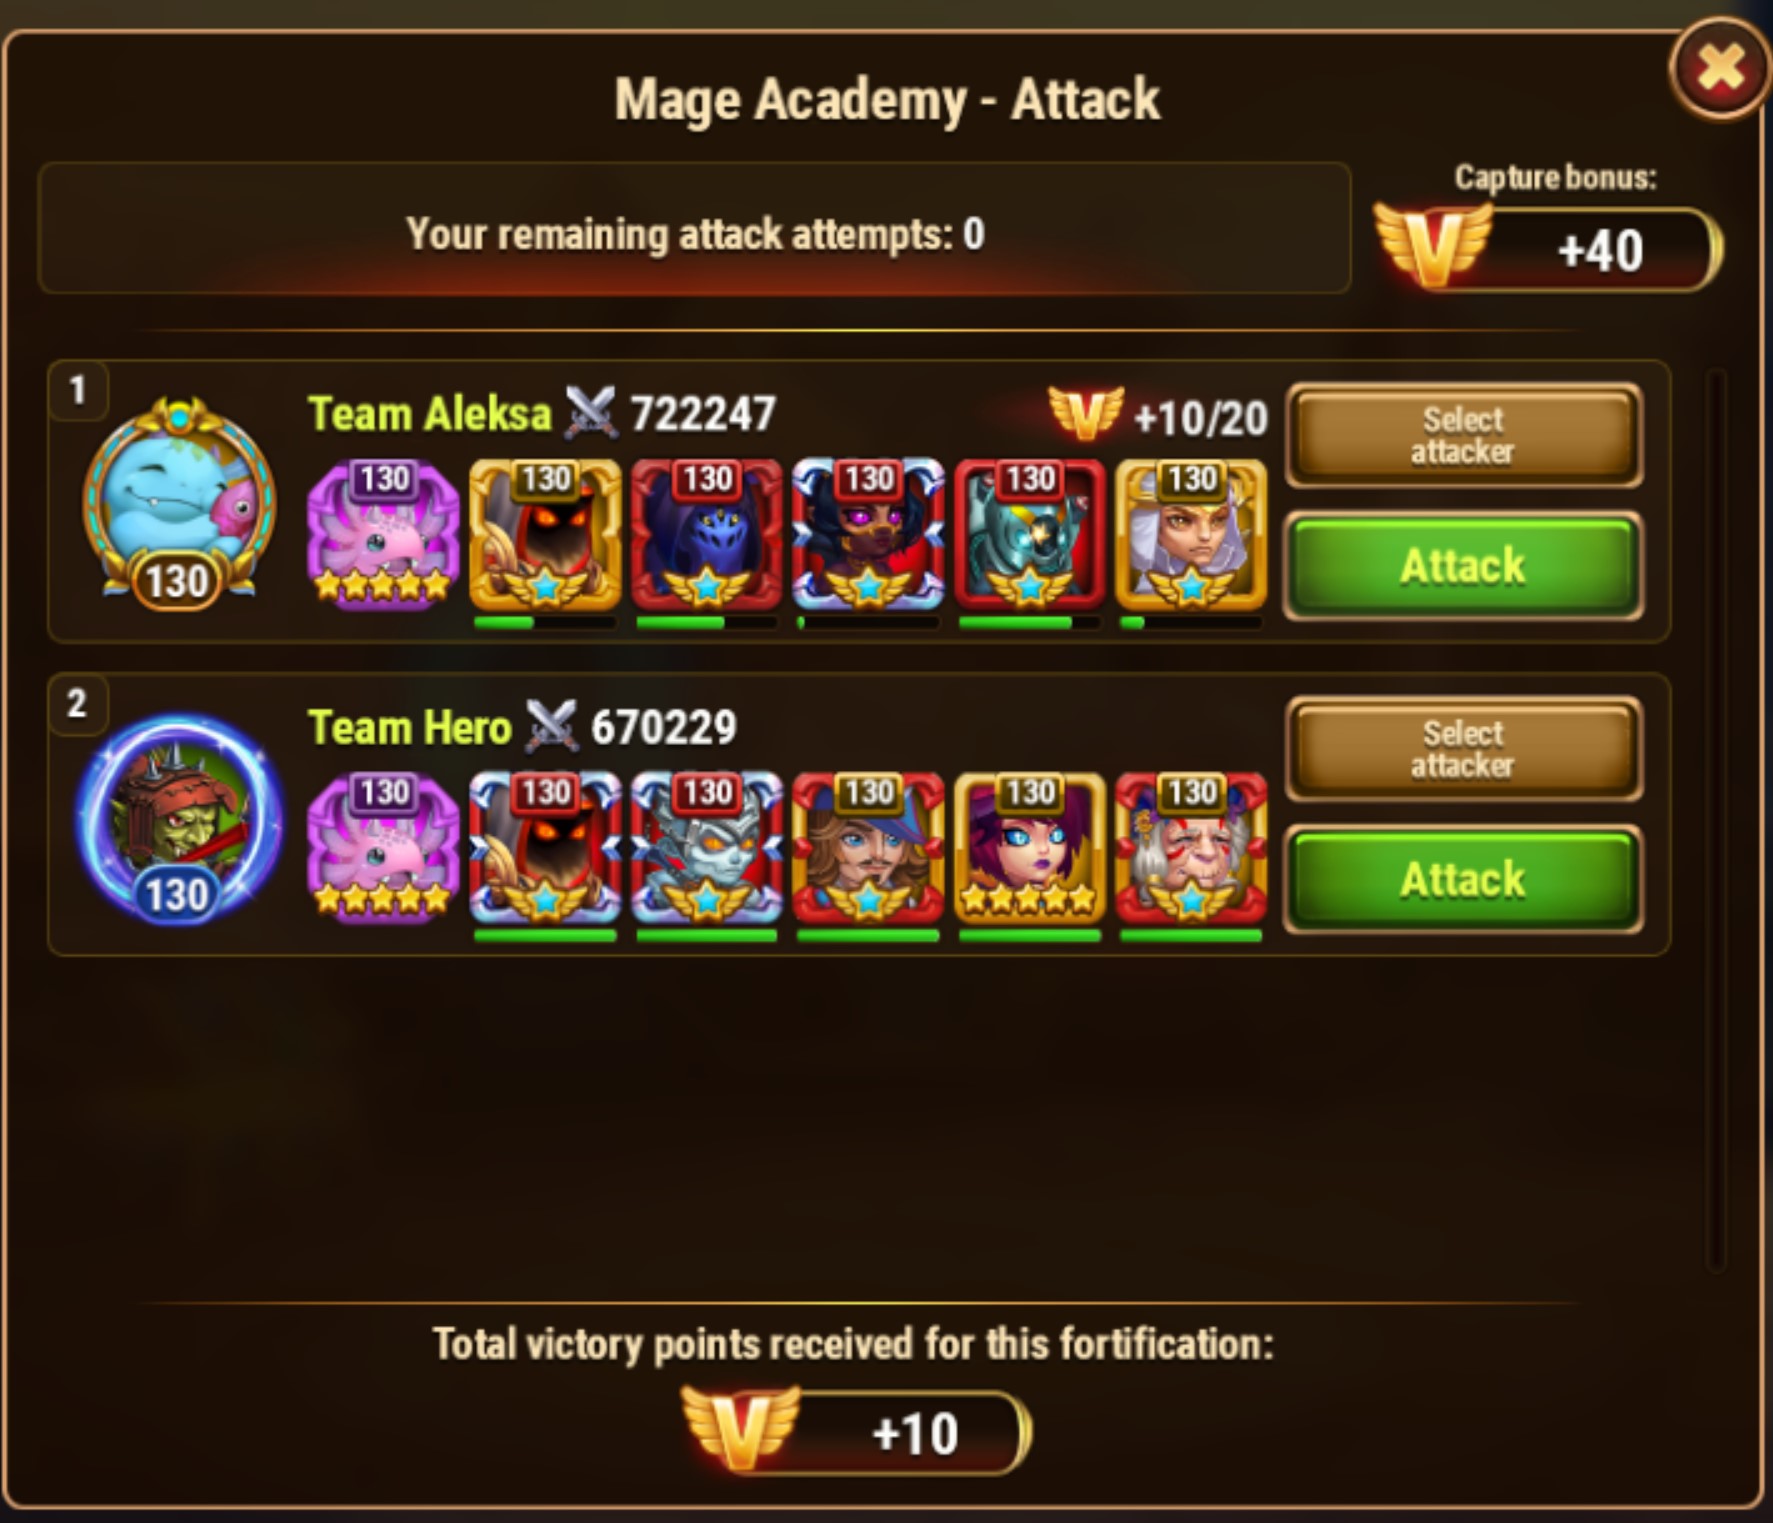 Mage Academy - Attack
Your remaining attack attempts: 0
Capture bonus:
+40
1
Team Aleksa 722247
+10/20
130
130 130 130 130 130 130
Select
attacker
Attack
2
Team Hero 670229
130
130 130 130 130 130 130
Select
attacker
Attack
Total victory points received for this fortification:
V +10